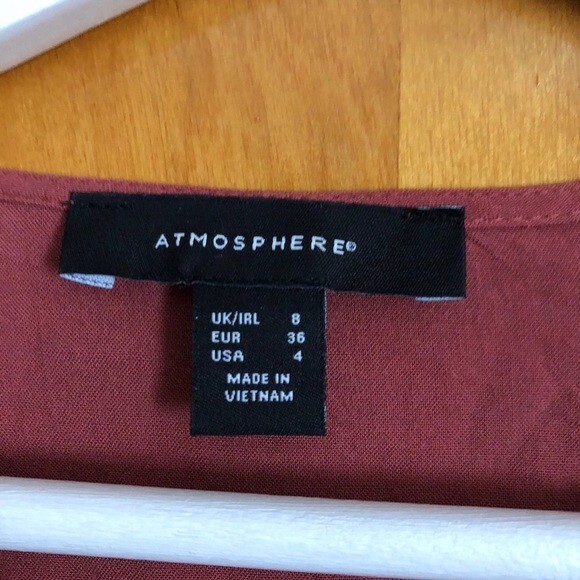 ATMOSPHERE®
UK/IRL 8
EUR 36
USA 4
MADE IN
VIETNAM